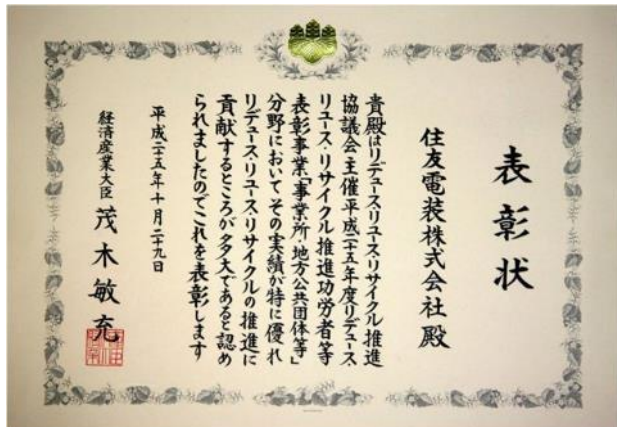 表彰状
住友電装株式会社殿
貴殿はリデュース・リユース・リサイクル推進
協議会主催平成二十五年度リデュース・
リユース・リサイクル推進功労者等
表彰事業「事業所・地方公共団体等」
分野においてその実績が特に優れ
リデュース・リユース・リサイクルの推進に
貢献するところが多大であると認め
られましたのでこれを表彰します
平成二十五年十月二十九日
経済産業大臣 茂木敏充